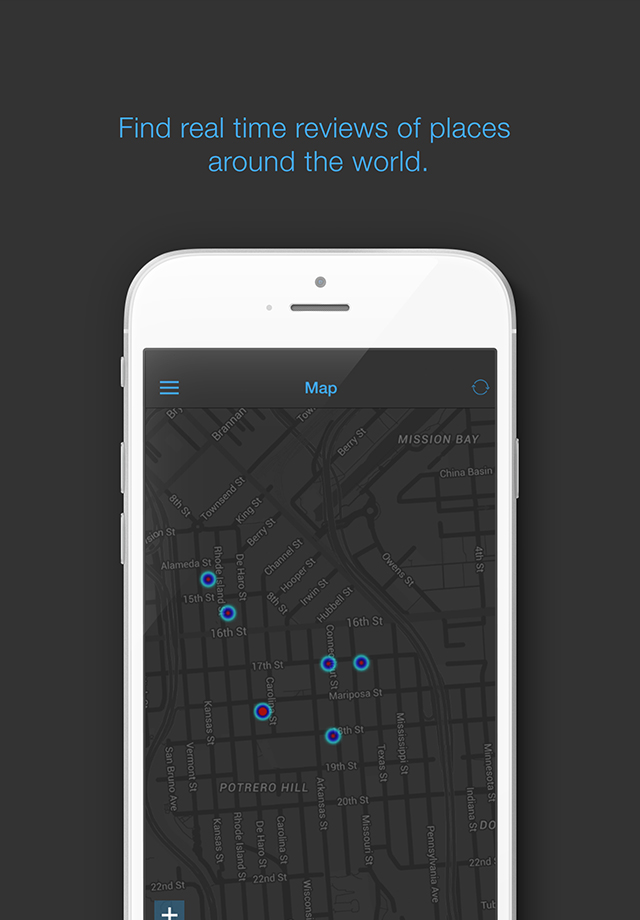 Find real time reviews of places
around the world.
Map
Brannan
MISSION BAY
Berry St
China Basin
8th St
Townsend St
King St
Berry St
4th St
Channel St
Owens St
Alameda St
Rhode Island St
De Haro St
Hooper St
Irwin St
8th St
Hubbell St
15th St
16th St
16th St
Connecticut St
17th St
Mariposa St
Carolina St
Kansas St
18th St
Mississippi St
San Bruno Ave
Vermont St
Texas St
Minnesota St
19th St
POTRERO HILL
Arkansas St
20th St
Indiana St
DO
Kansas St
Rhode Island St
De Haro St
Carolina St
Missouri St
Pennsylvania Ave
22nd St
22nd St
22nd
Wiscons
Tub
+